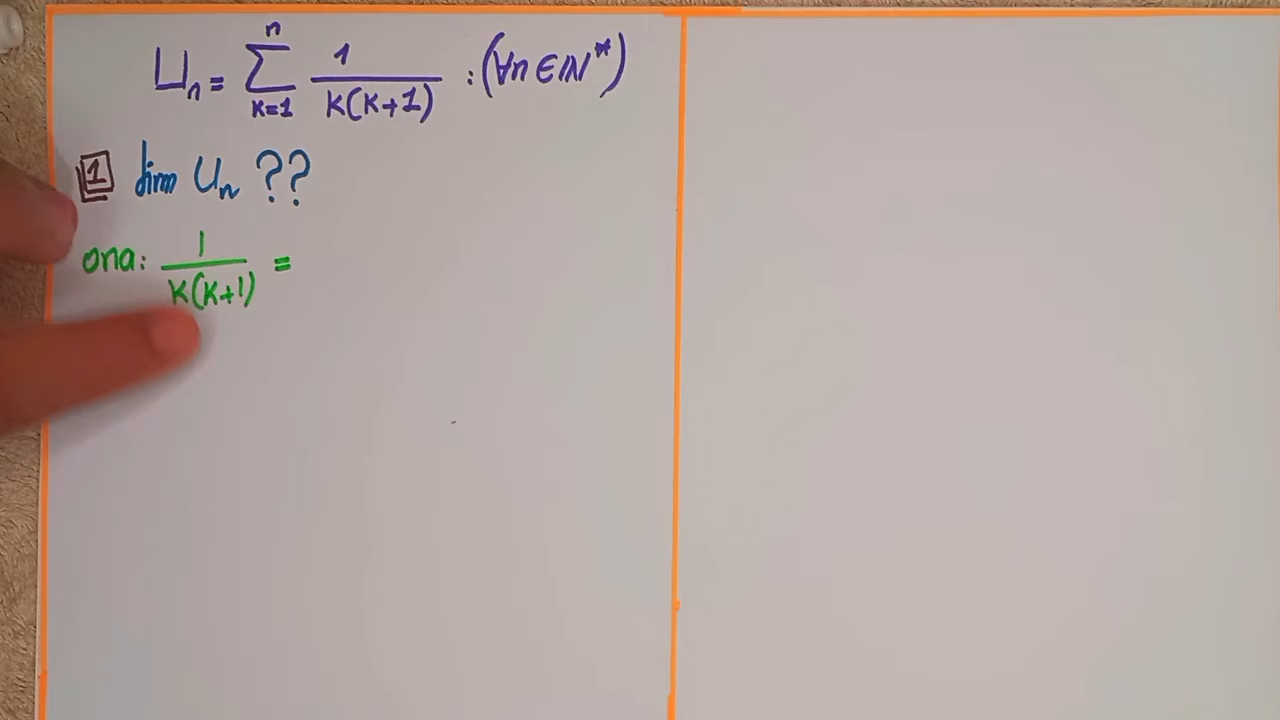 Un = ∑_{k=1}^{n} 1/(k(k+1)) : (∀n ∈ ℕ*)
1 lim Un ??
ona: 1/(k(k+1)) =